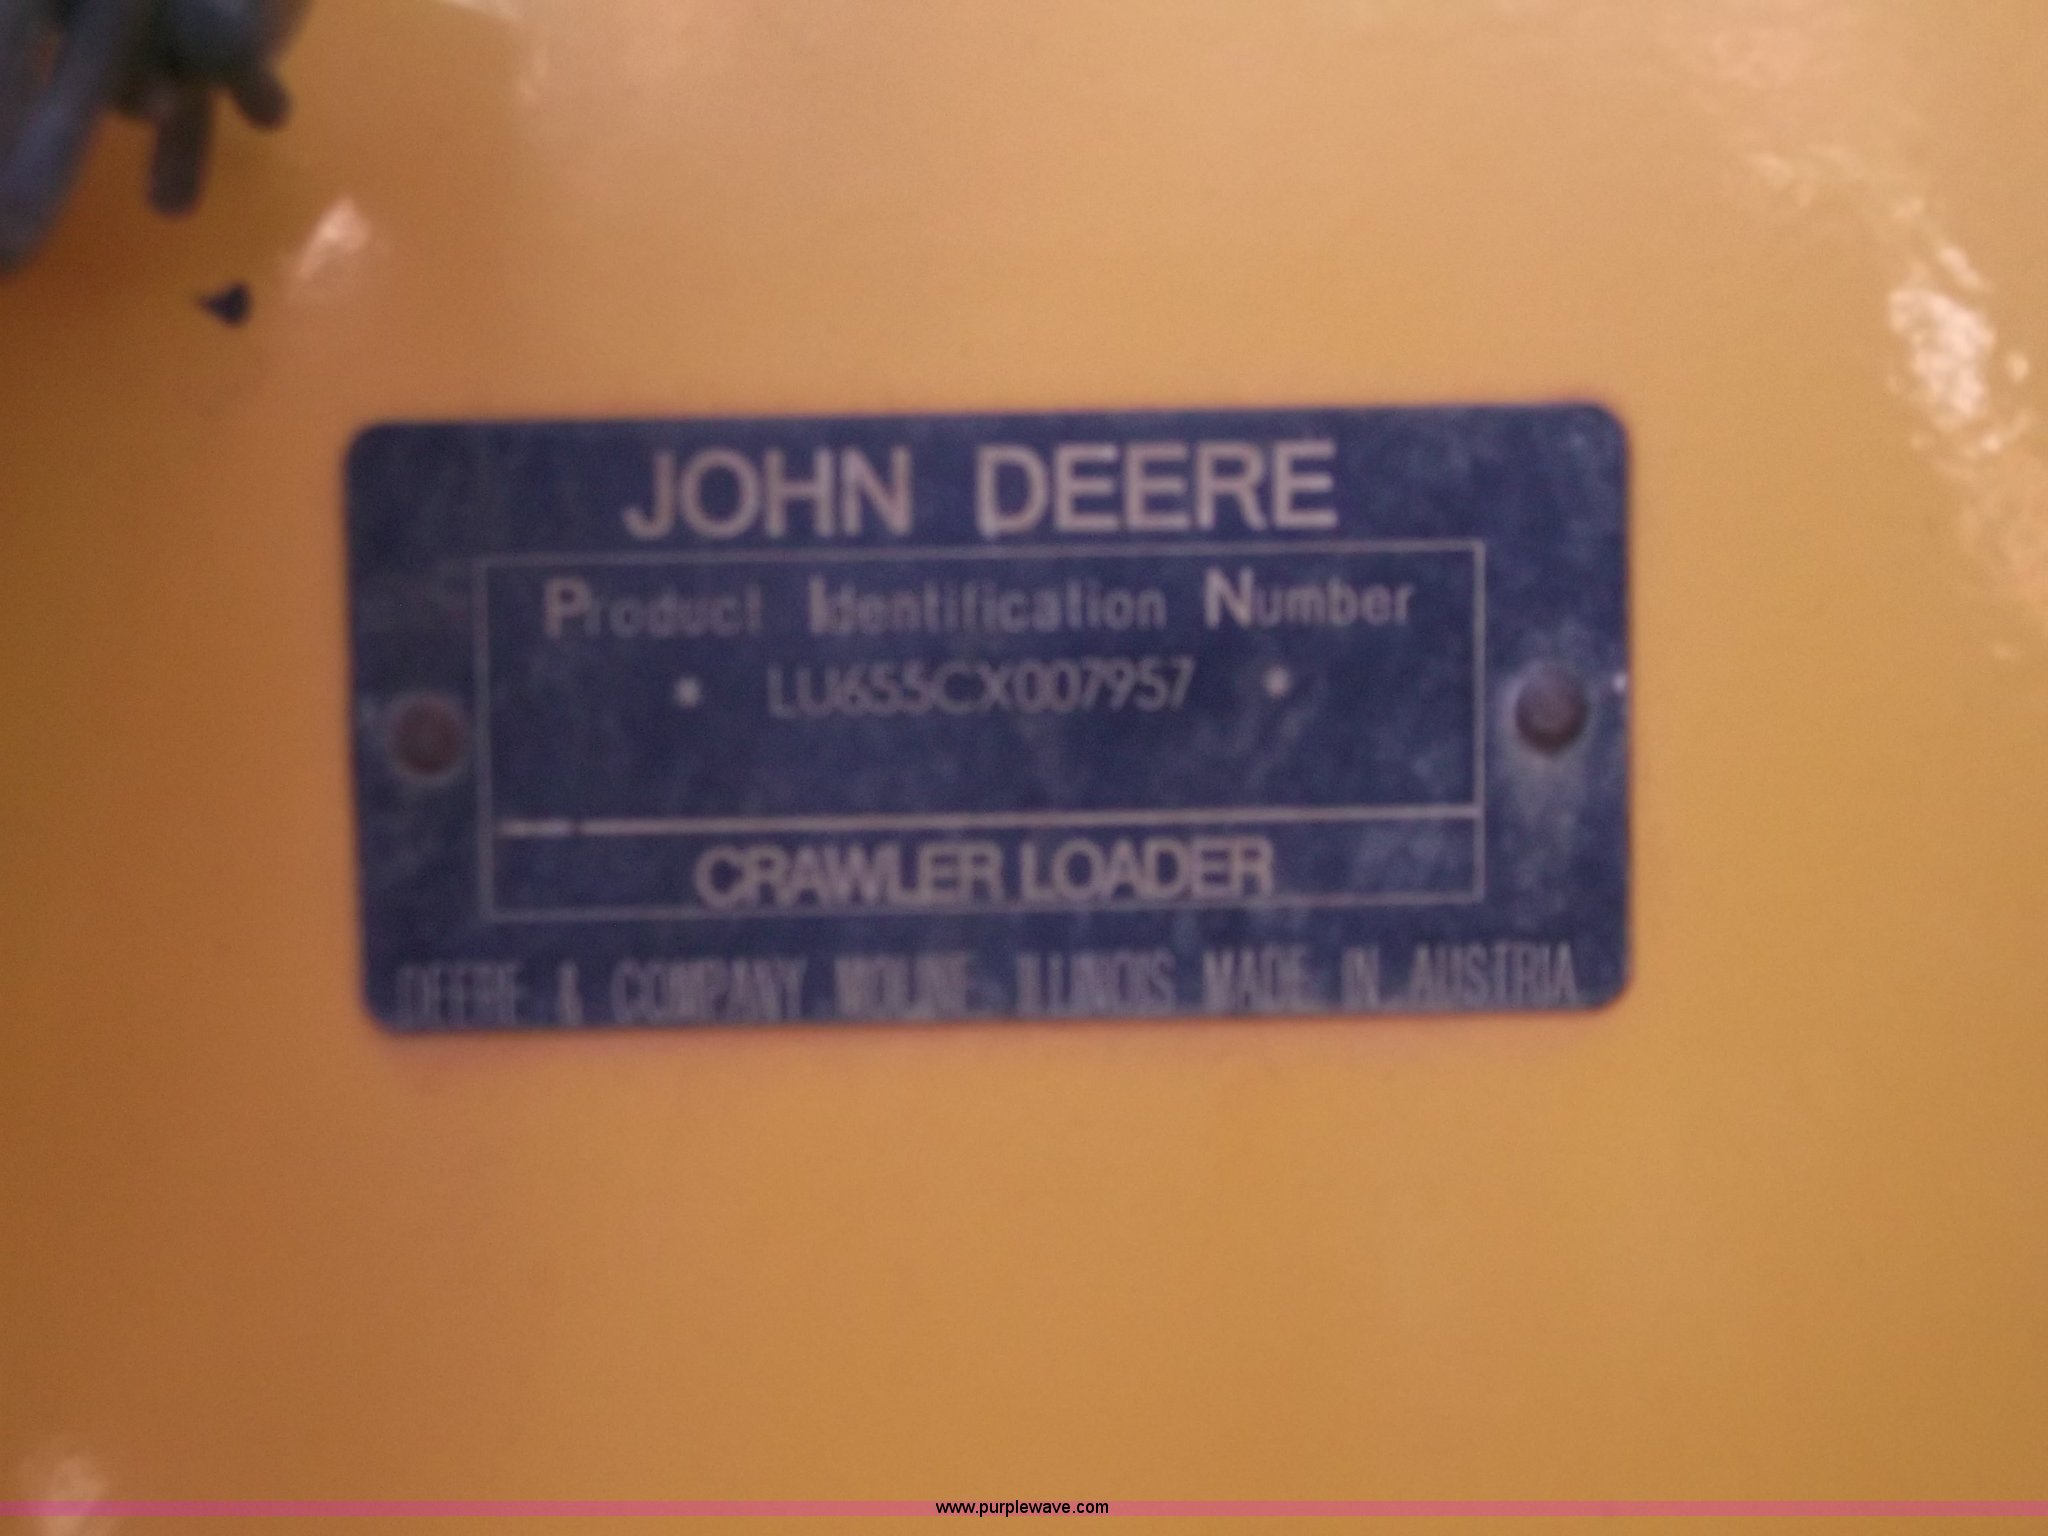 JOHN DEERE
Product Identification Number
* LU655CX007957 *
CRAWLER LOADER
DEERE & COMPANY MOLINE, ILLINOIS MADE IN AUSTRIA
www.purplewave.com